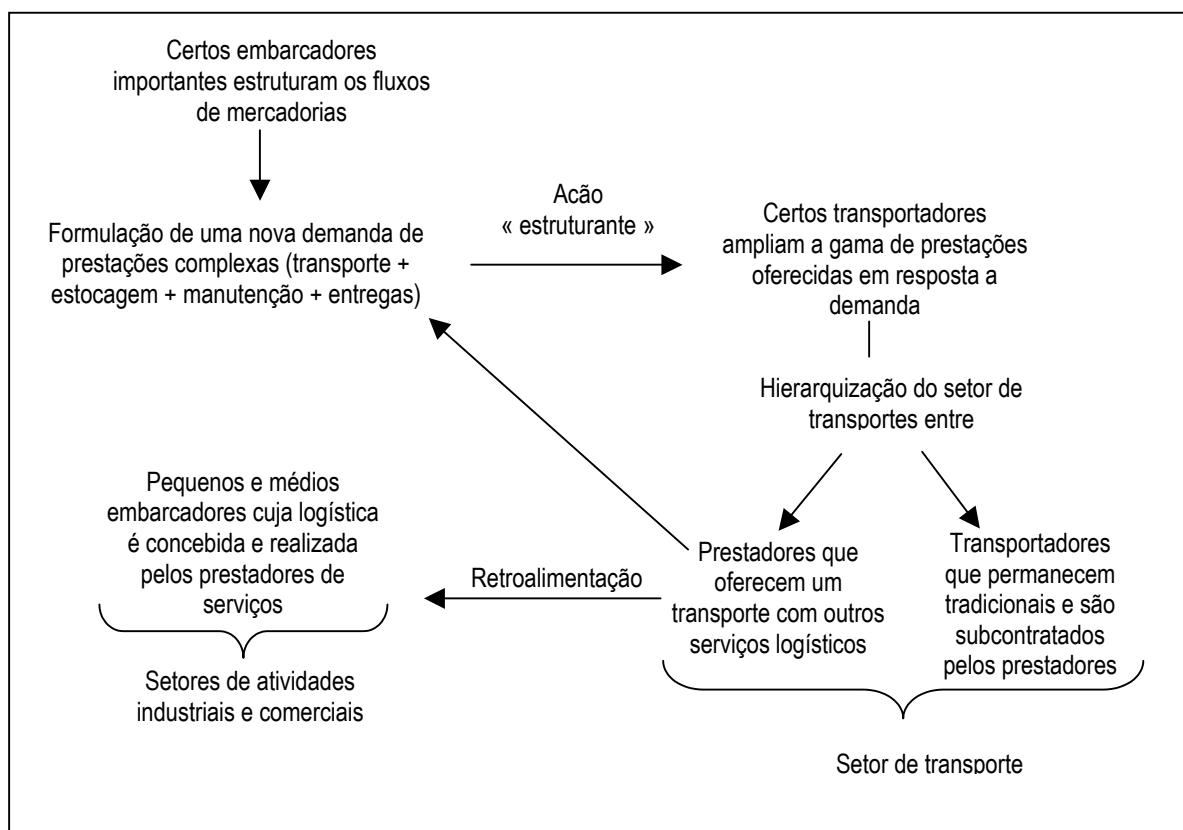 Certos embarcadores
importantes estruturam os fluxos
de mercadorias
Formulação de uma nova demanda de
prestações complexas (transporte +
estocagem + manutenção + entregas)
Acão
« estruturante »
Certos transportadores
ampliam a gama de prestações
oferecidas em resposta a
demanda
Hierarquização do setor de
transportes entre
Pequenos e médios
embarcadores cuja logística
é concebida e realizada
pelos prestadores de
serviços
Retroalimentação
Prestadores que
oferecem um
transporte com outros
serviços logísticos
Transportadores
que permanecem
tradicionais e são
subcontratados
pelos prestadores
Setores de atividades
industriais e comerciais
Setor de transporte